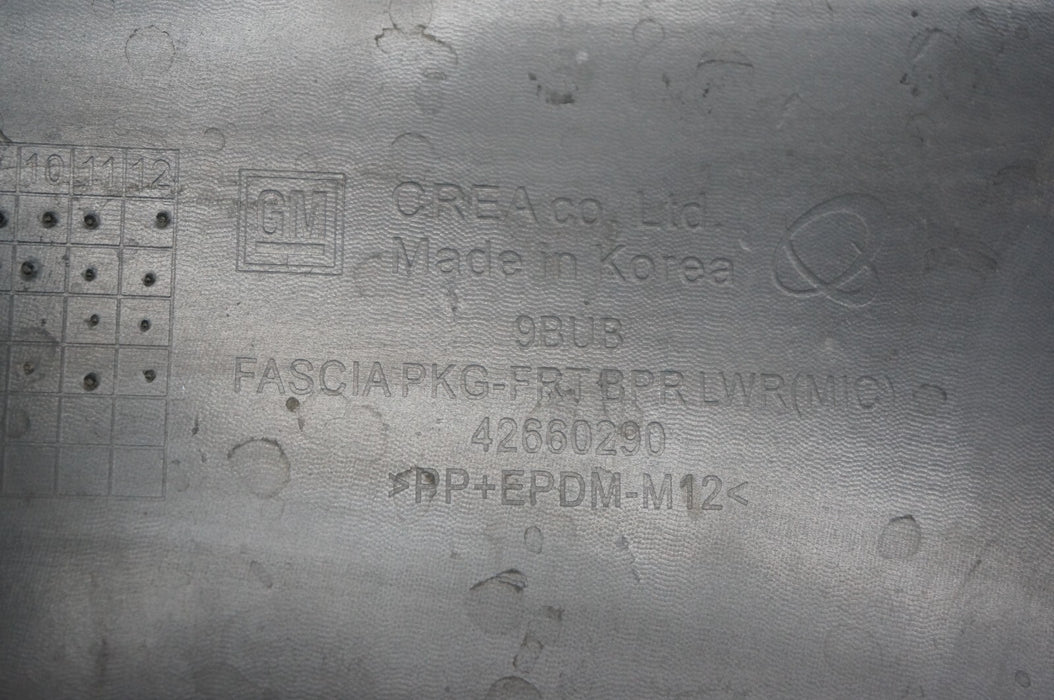 10 11 12
GM
CREA co, Ltd.
Made in Korea
9BUB
FASCIA PKG-FRT BPR LWR(MIC)
42660290
>PP+EPDM-M12<